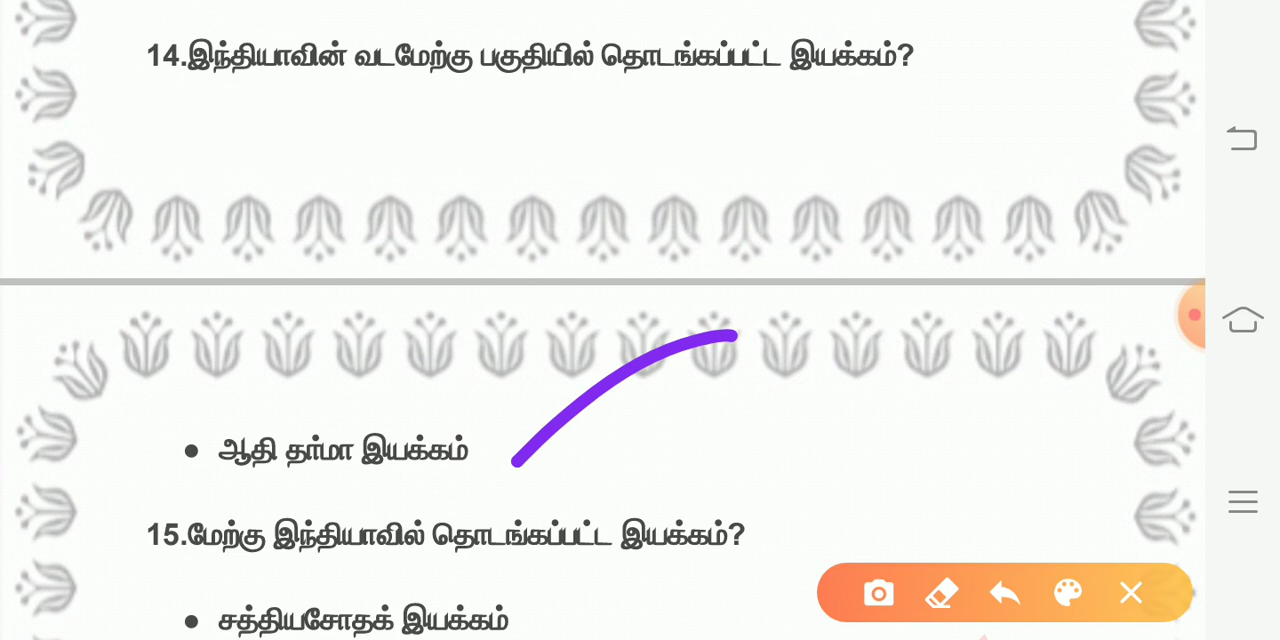 14.இந்தியாவின் வடமேற்கு பகுதியில் தொடங்கப்பட்ட இயக்கம்?
● ஆதி தர்மா இயக்கம்
15.மேற்கு இந்தியாவில் தொடங்கப்பட்ட இயக்கம்?
● சத்தியசோதக் இயக்கம்